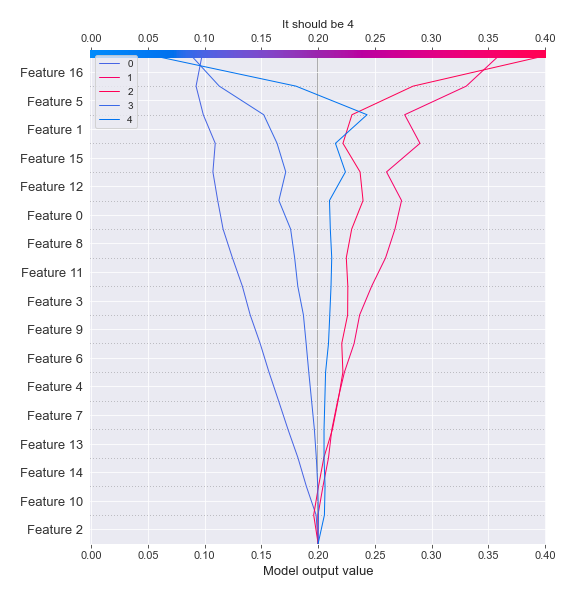 It should be 4
0.00 0.05 0.10 0.15 0.20 0.25 0.30 0.35 0.40
0
1
2
3
4
Feature 16
Feature 5
Feature 1
Feature 15
Feature 12
Feature 0
Feature 8
Feature 11
Feature 3
Feature 9
Feature 6
Feature 4
Feature 7
Feature 13
Feature 14
Feature 10
Feature 2
0.00 0.05 0.10 0.15 0.20 0.25 0.30 0.35 0.40
Model output value